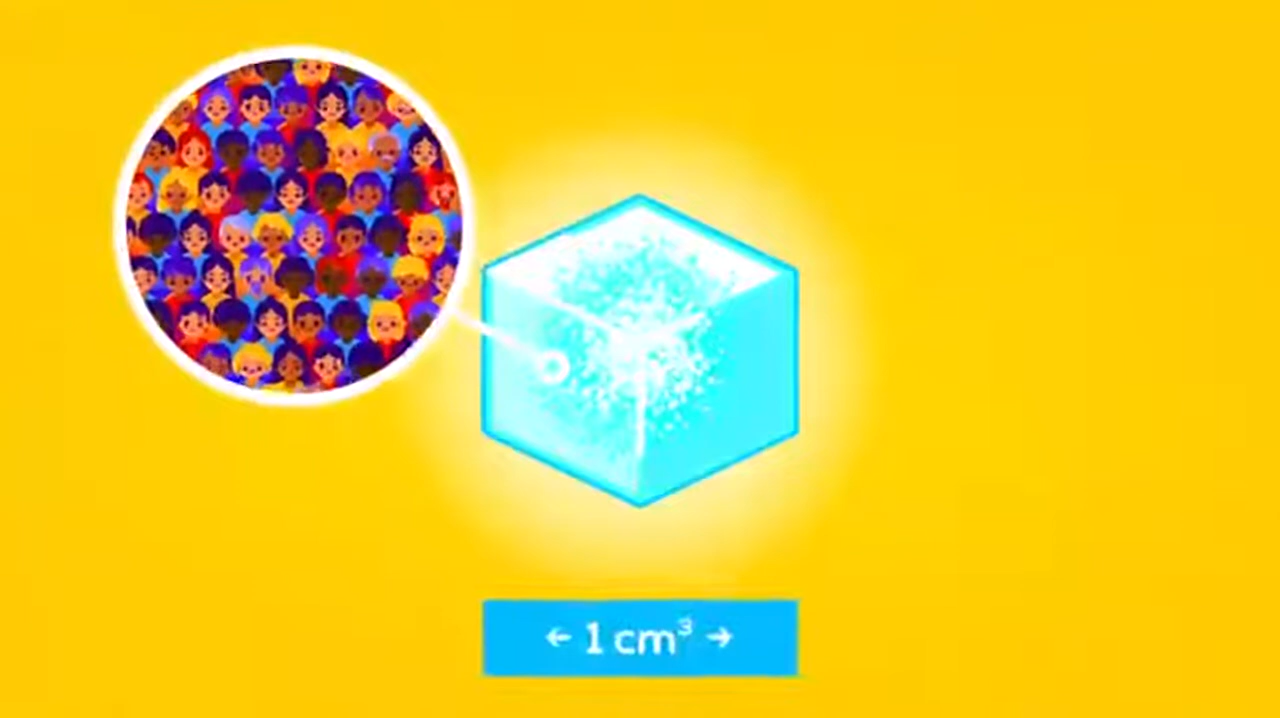 ← 1 cm³ →